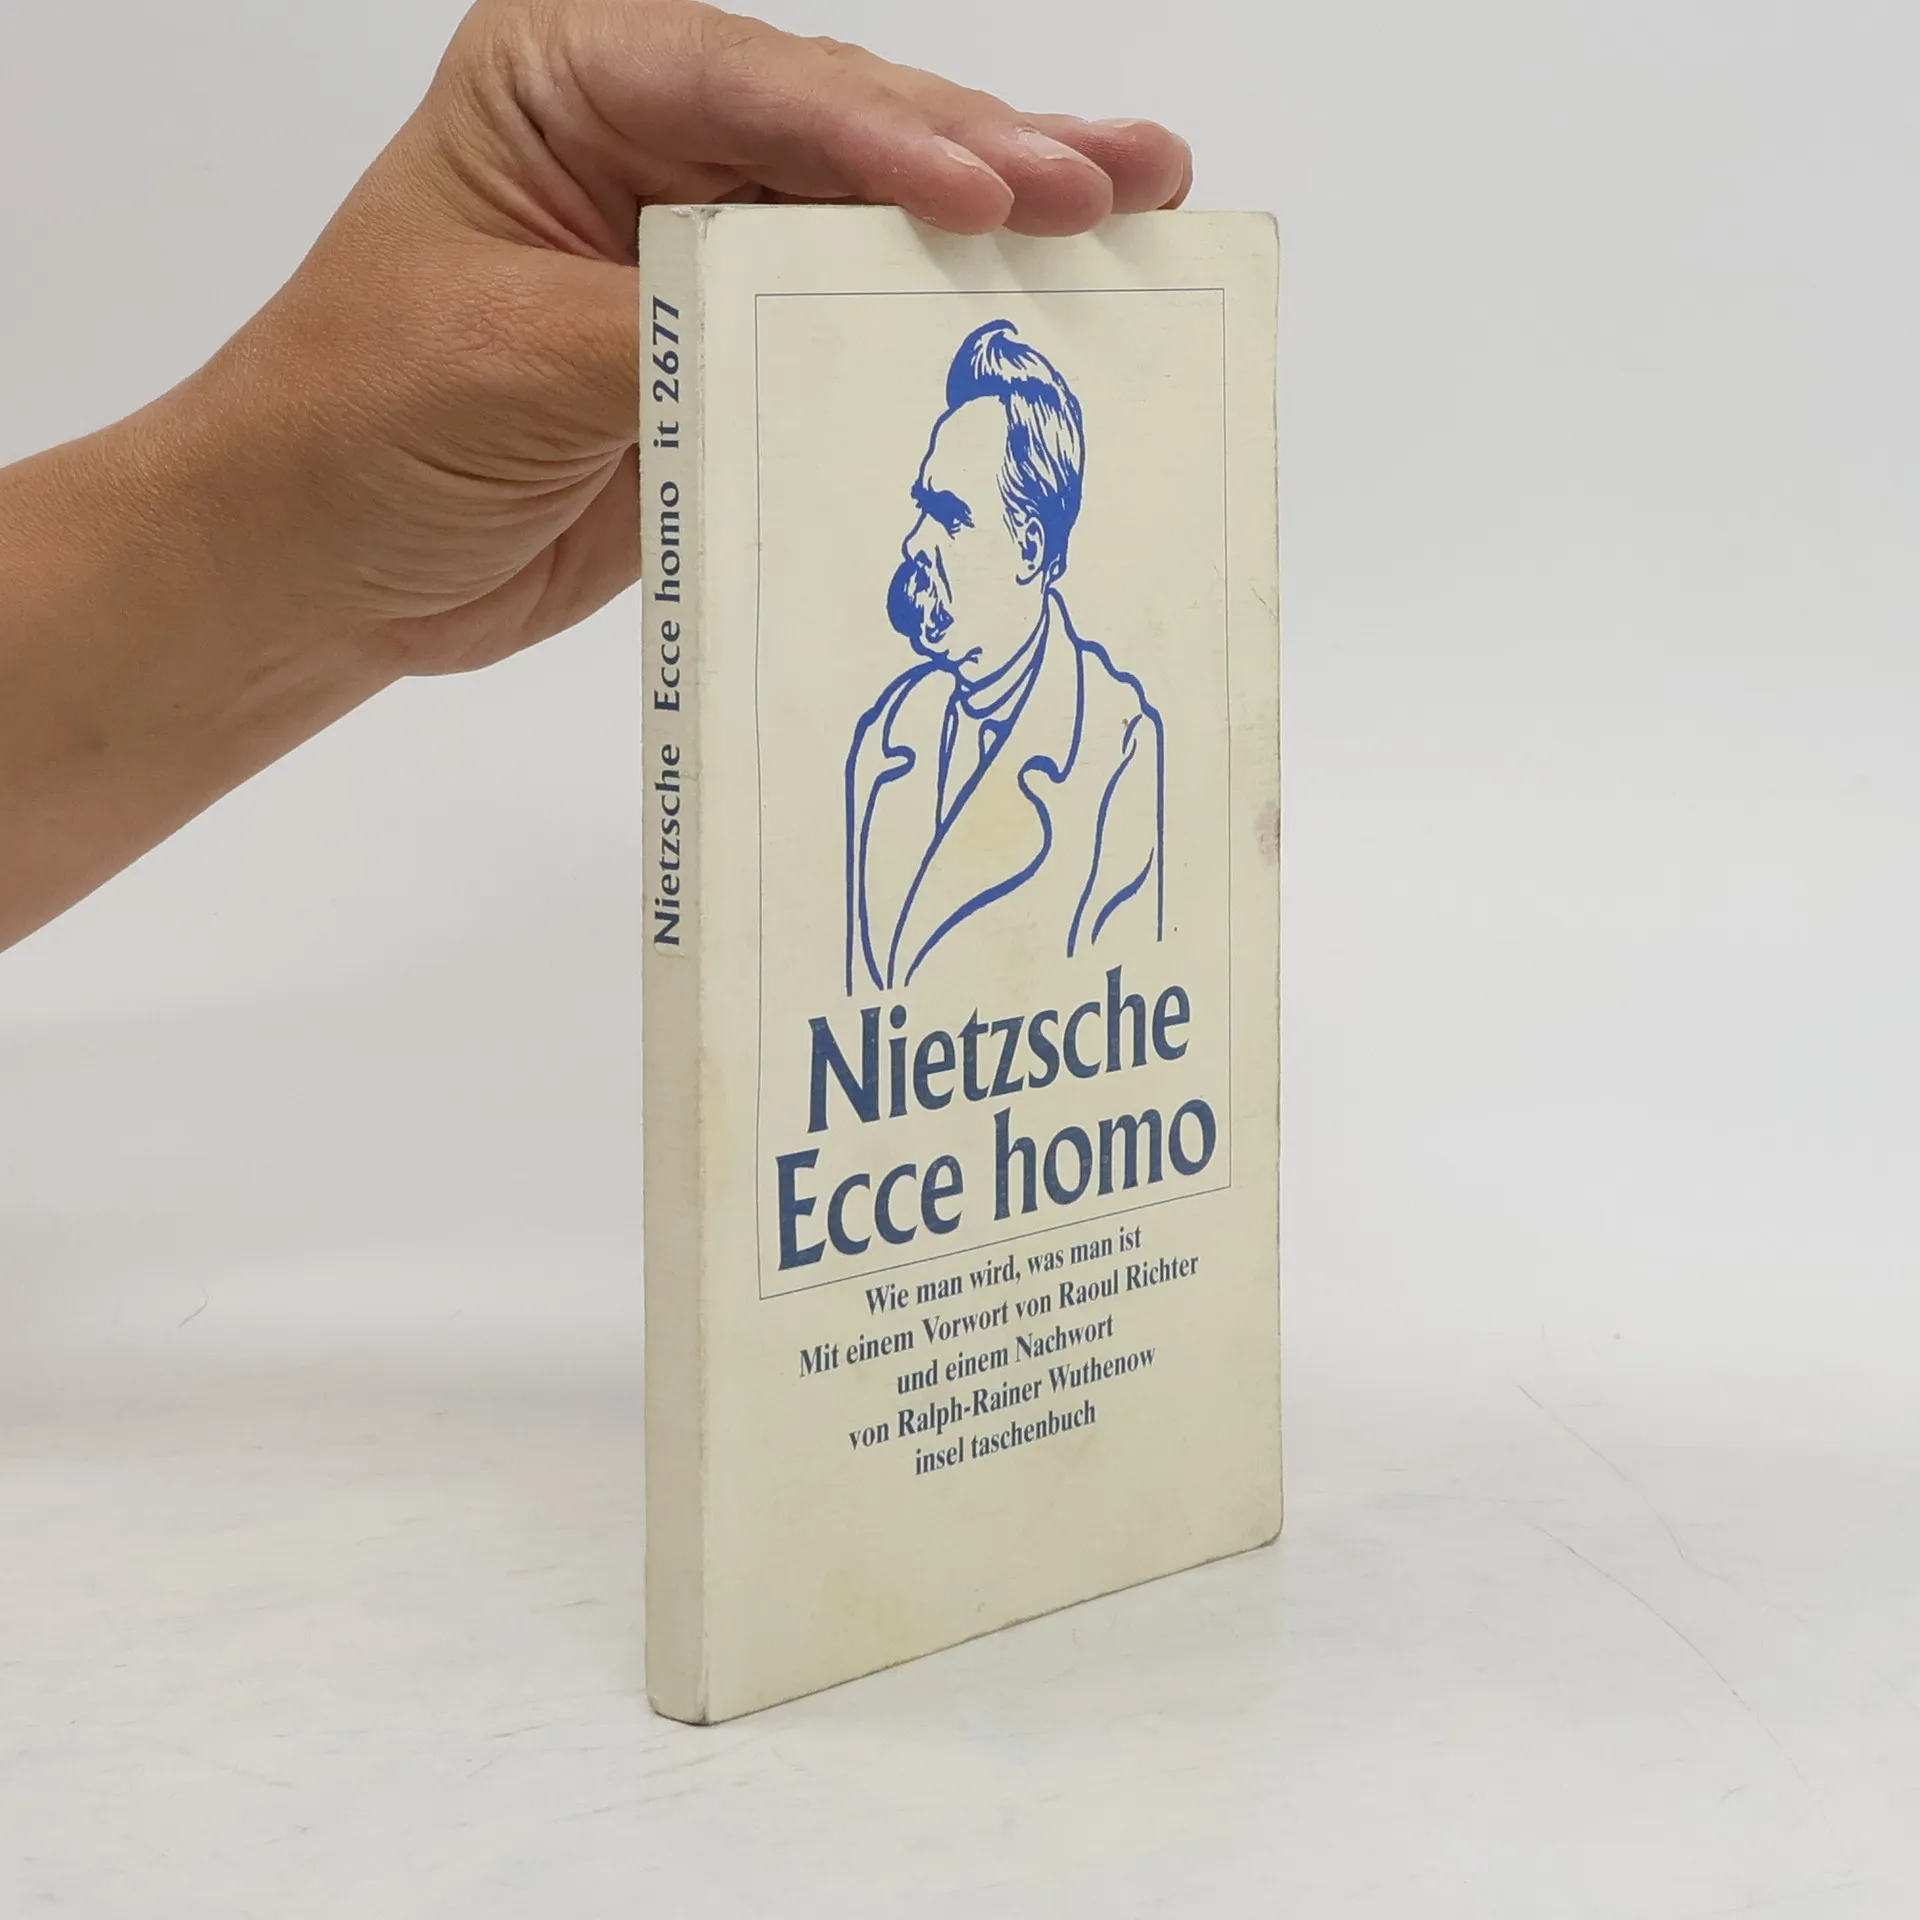 Nietzsche Ecce homo it 2677
Nietzsche
Ecce homo
Wie man wird, was man ist
Mit einem Vorwort von Raoul Richter
und einem Nachwort
von Ralph-Rainer Wuthenow
insel taschenbuch